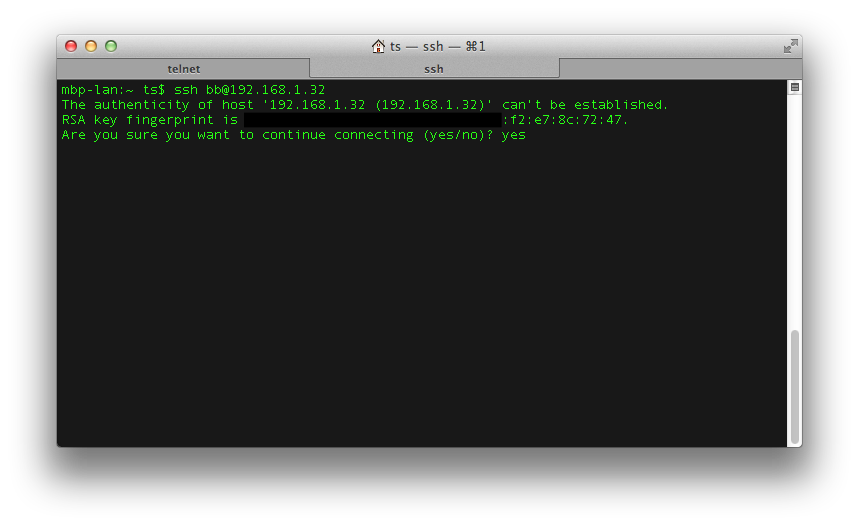 ts — ssh — ⌘1
telnet
ssh
mbp-lan:~ ts$ ssh bb@192.168.1.32
The authenticity of host '192.168.1.32 (192.168.1.32)' can't be established.
RSA key fingerprint is :f2:e7:8c:72:47.
Are you sure you want to continue connecting (yes/no)? yes